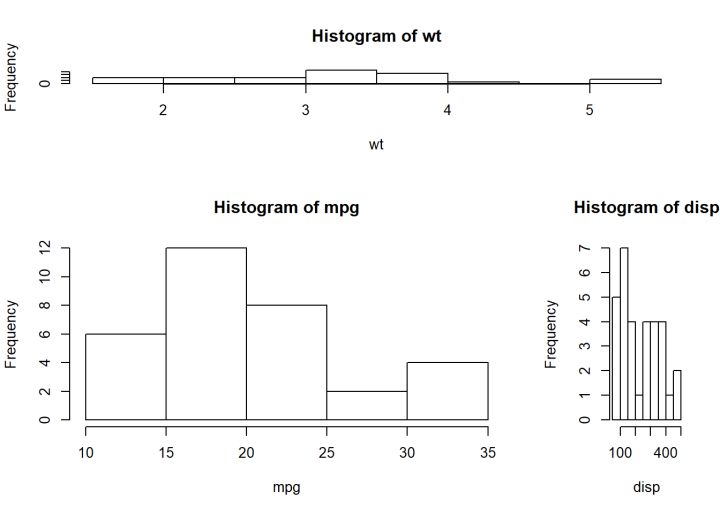 Histogram of wt
Frequency
0
2 3 4 5
wt
Histogram of mpg
Frequency
0 2 4 6 8 10 12
10 15 20 25 30 35
mpg
Histogram of disp
Frequency
0 1 2 3 4 5 6 7
100 400
disp